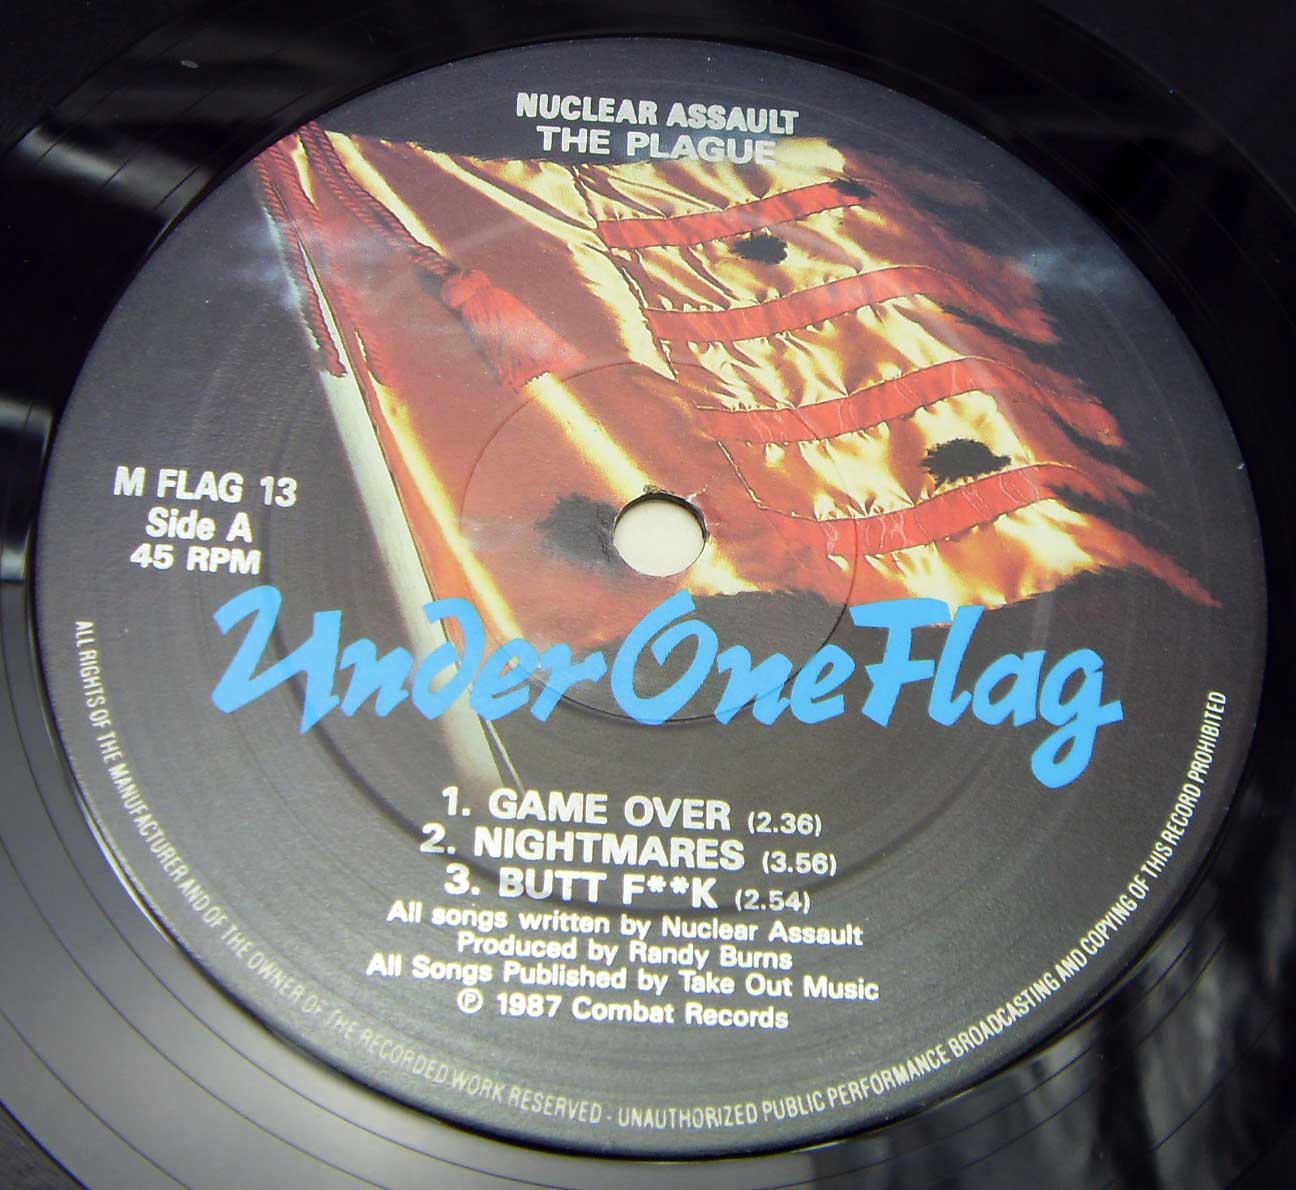 NUCLEAR ASSAULT
THE PLAGUE
M FLAG 13
Side A
45 RPM
Under One Flag
1. GAME OVER (2.36)
2. NIGHTMARES (3.56)
3. BUTT F**K (2.54)
All songs written by Nuclear Assault
Produced by Randy Burns
All Songs Published by Take Out Music
℗ 1987 Combat Records
ALL RIGHTS OF THE MANUFACTURER AND OF THE OWNER OF THE RECORDED WORK RESERVED - UNAUTHORIZED PUBLIC PERFORMANCE BROADCASTING AND COPYING OF THIS RECORD PROHIBITED